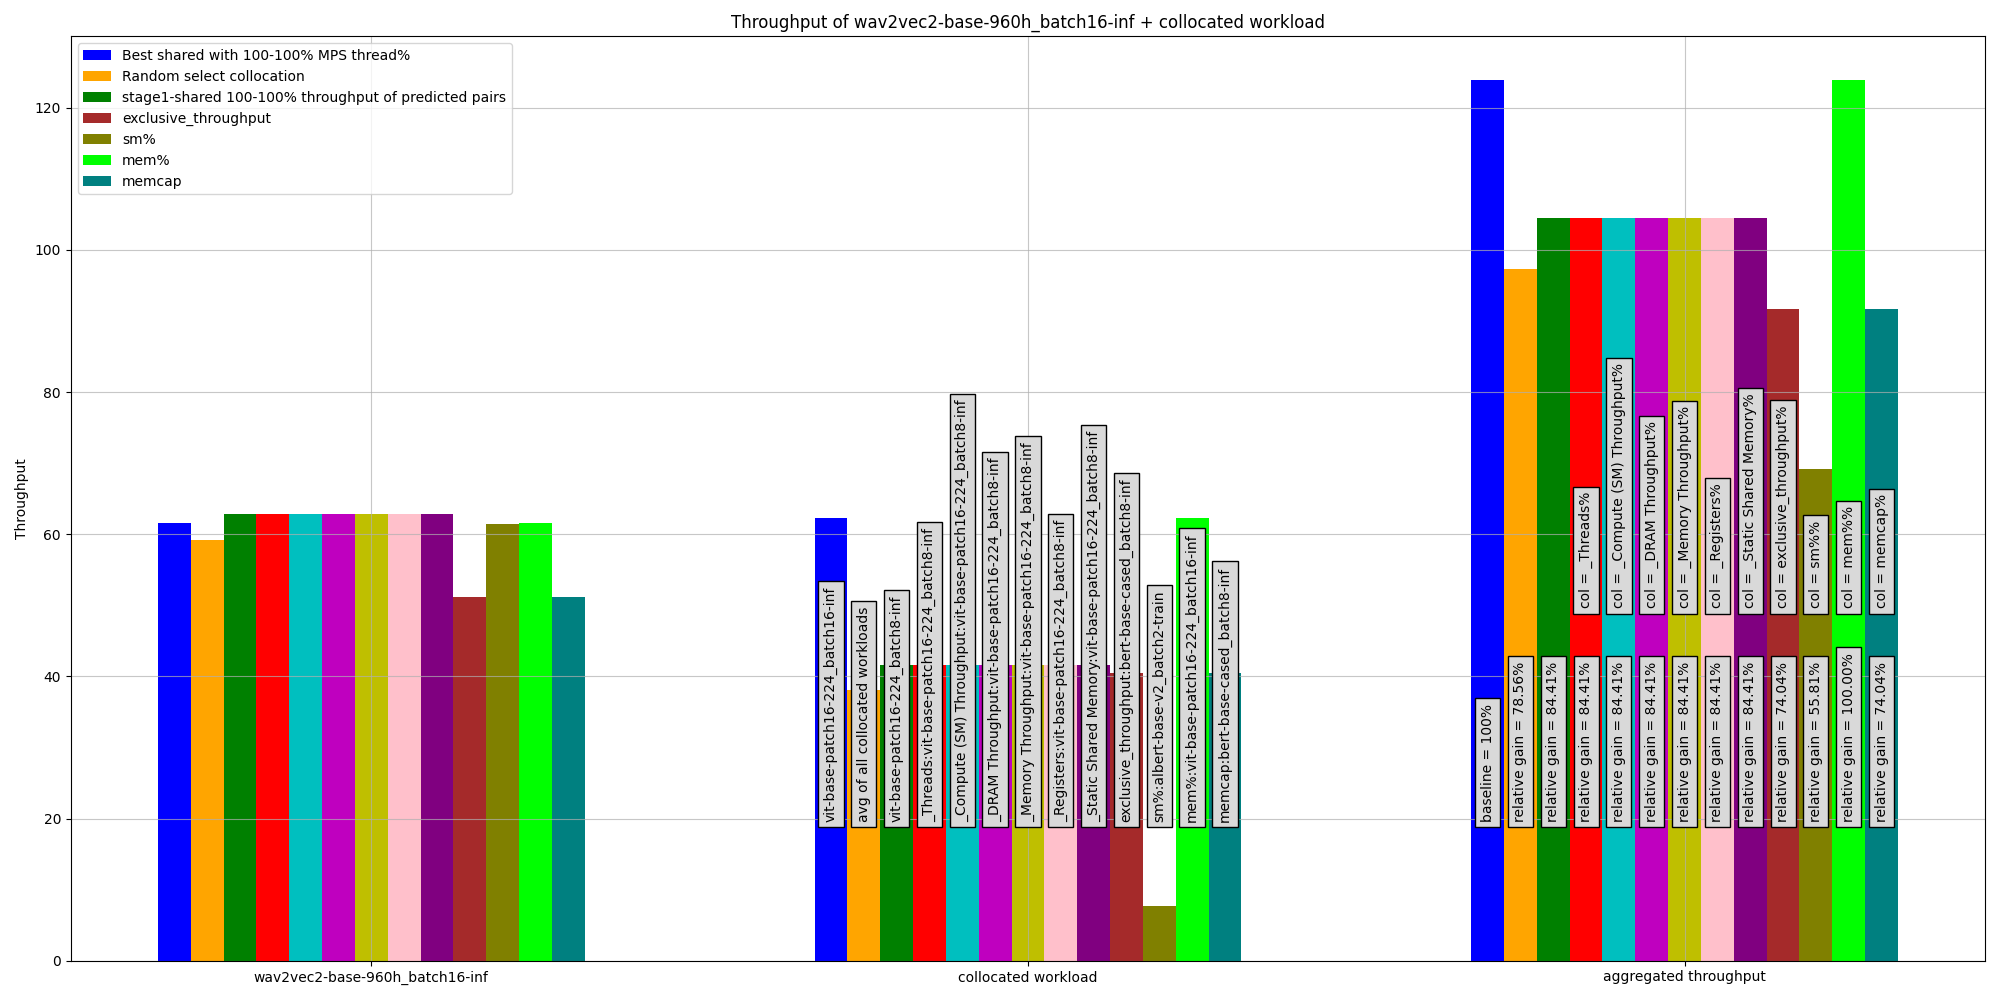 Throughput of wav2vec2-base-960h_batch16-inf + collocated workload
Best shared with 100-100% MPS thread%
Random select collocation
stage1-shared 100-100% throughput of predicted pairs
exclusive_throughput
sm%
mem%
memcap
Throughput
120
100
80
60
40
20
0
vit-base-patch16-224_batch16-inf
avg of all collocated workloads
vit-base-patch16-224_batch8-inf
_Threads:vit-base-patch16-224_batch8-inf
_Compute (SM) Throughput:vit-base-patch16-224_batch8-inf
_DRAM Throughput:vit-base-patch16-224_batch8-inf
_Memory Throughput:vit-base-patch16-224_batch8-inf
_Registers:vit-base-patch16-224_batch8-inf
_Static Shared Memory:vit-base-patch16-224_batch8-inf
exclusive_throughput:bert-base-cased_batch8-inf
sm%:albert-base-v2_batch2-train
mem%:vit-base-patch16-224_batch16-inf
memcap:bert-base-cased_batch8-inf
col = _Threads%
col = _Compute (SM) Throughput%
col = _DRAM Throughput%
col = _Memory Throughput%
col = _Registers%
col = _Static Shared Memory%
col = exclusive_throughput%
col = sm%%
col = mem%%
col = memcap%
baseline = 100%
relative gain = 78.56%
relative gain = 84.41%
relative gain = 84.41%
relative gain = 84.41%
relative gain = 84.41%
relative gain = 84.41%
relative gain = 84.41%
relative gain = 84.41%
relative gain = 74.04%
relative gain = 55.81%
relative gain = 100.00%
relative gain = 74.04%
wav2vec2-base-960h_batch16-inf
collocated workload
aggregated throughput